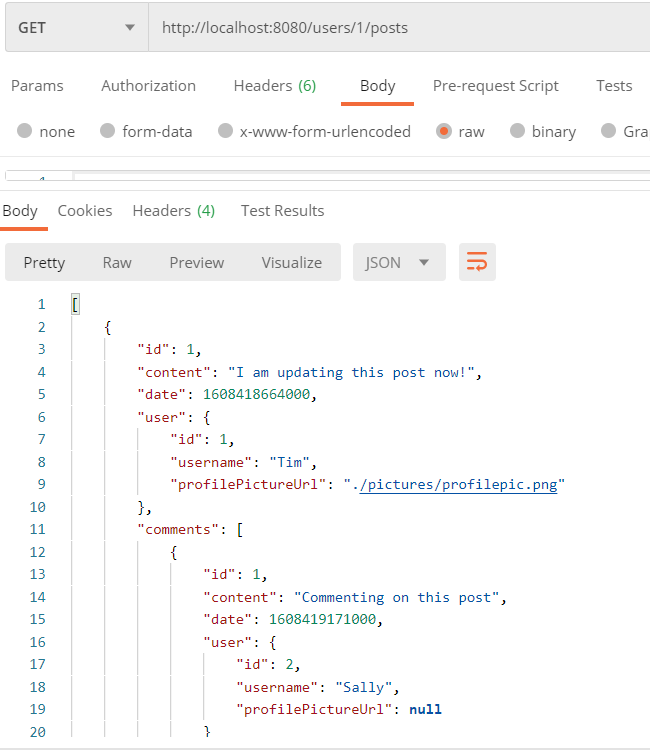 GET http://localhost:8080/users/1/posts
Params Authorization Headers (6) Body Pre-request Script Tests
none form-data x-www-form-urlencoded raw binary Gra
Body Cookies Headers (4) Test Results
Pretty Raw Preview Visualize JSON
1 [
2 {
3 "id": 1,
4 "content": "I am updating this post now!",
5 "date": 1608418664000,
6 "user": {
7 "id": 1,
8 "username": "Tim",
9 "profilePictureUrl": "./pictures/profilepic.png"
10 },
11 "comments": [
12 {
13 "id": 1,
14 "content": "Commenting on this post",
15 "date": 1608419171000,
16 "user": {
17 "id": 2,
18 "username": "Sally",
19 "profilePictureUrl": null
20 }